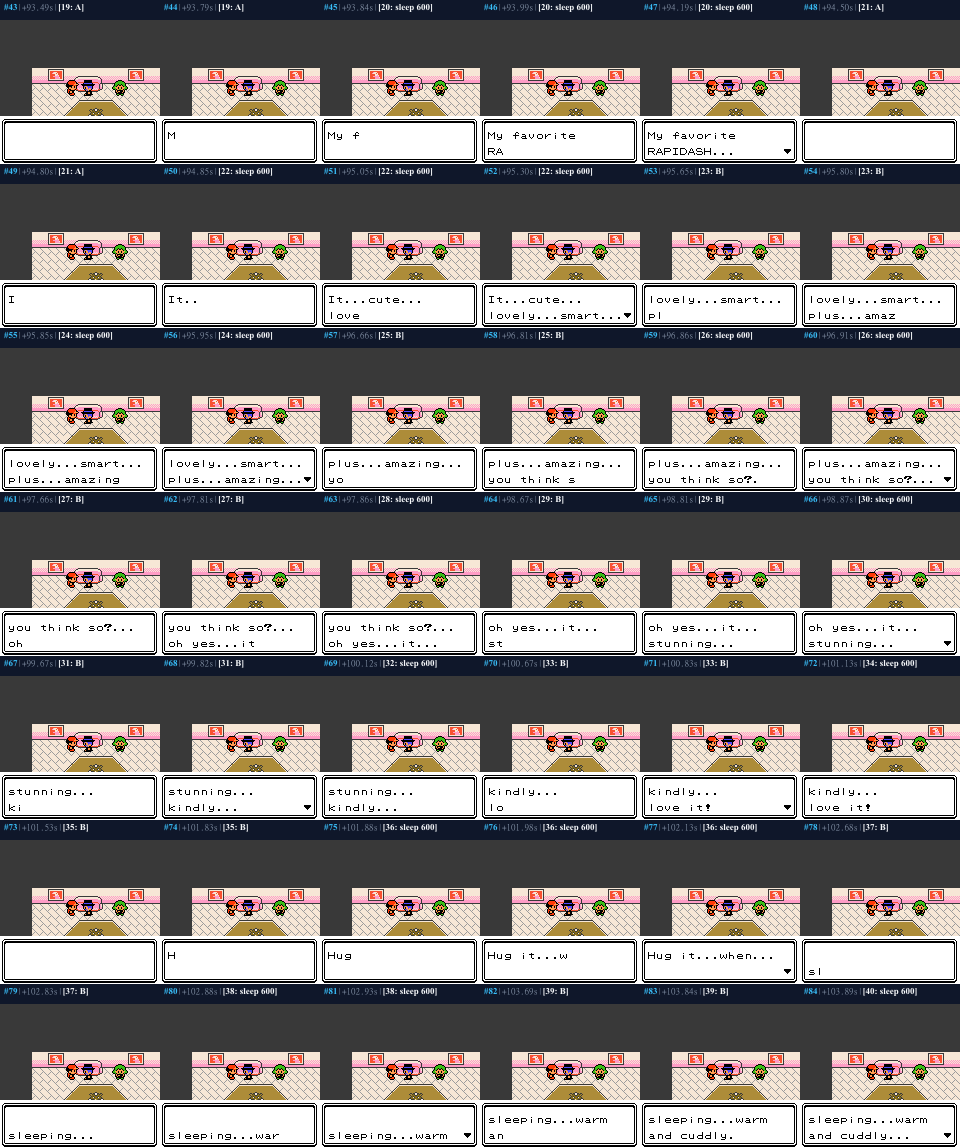 #43|+93.49s| [19: A]
#44|+93.79s| [19: A]
#45|+93.84s| [20: sleep 600]
#46|+93.99s| [20: sleep 600]
#47|+94.19s| [20: sleep 600]
#48|+94.50s| [21: A]
M
My f
My favorite
RA
My favorite
RAPIDASH...
#49|+94.80s| [21: A]
#50|+94.85s| [22: sleep 600]
#51|+95.05s| [22: sleep 600]
#52|+95.30s| [22: sleep 600]
#53|+95.65s| [23: B]
#54|+95.80s| [23: B]
I
It..
It...cute...
love
It...cute...
lovely...smart...
lovely...smart...
pl
lovely...smart...
plus...amaz
#55|+95.85s| [24: sleep 600]
#56|+95.95s| [24: sleep 600]
#57|+96.66s| [25: B]
#58|+96.81s| [25: B]
#59|+96.86s| [26: sleep 600]
#60|+96.91s| [26: sleep 600]
lovely...smart...
plus...amazing
lovely...smart...
plus...amazing...
plus...amazing...
yo
plus...amazing...
you think s
plus...amazing...
you think so?.
plus...amazing...
you think so?...
#61|+97.66s| [27: B]
#62|+97.81s| [27: B]
#63|+97.86s| [28: sleep 600]
#64|+98.67s| [29: B]
#65|+98.81s| [29: B]
#66|+98.87s| [30: sleep 600]
you think so?...
oh
you think so?...
oh yes...it
you think so?...
oh yes...it...
oh yes...it...
st
oh yes...it...
stunning...
oh yes...it...
stunning...
#67|+99.67s| [31: B]
#68|+99.82s| [31: B]
#69|+100.12s| [32: sleep 600]
#70|+100.67s| [33: B]
#71|+100.83s| [33: B]
#72|+101.13s| [34: sleep 600]
stunning...
ki
stunning...
kindly...
stunning...
kindly...
kindly...
lo
kindly...
love it!
kindly...
love it!
#73|+101.53s| [35: B]
#74|+101.83s| [35: B]
#75|+101.88s| [36: sleep 600]
#76|+101.98s| [36: sleep 600]
#77|+102.13s| [36: sleep 600]
#78|+102.68s| [37: B]
H
Hug
Hug it...w
Hug it...when...
sl
#79|+102.83s| [37: B]
#80|+102.88s| [38: sleep 600]
#81|+102.93s| [38: sleep 600]
#82|+103.69s| [39: B]
#83|+103.84s| [39: B]
#84|+103.89s| [40: sleep 600]
sleeping...
sleeping...war
sleeping...warm
sleeping...warm
an
sleeping...warm
and cuddly.
sleeping...warm
and cuddly...